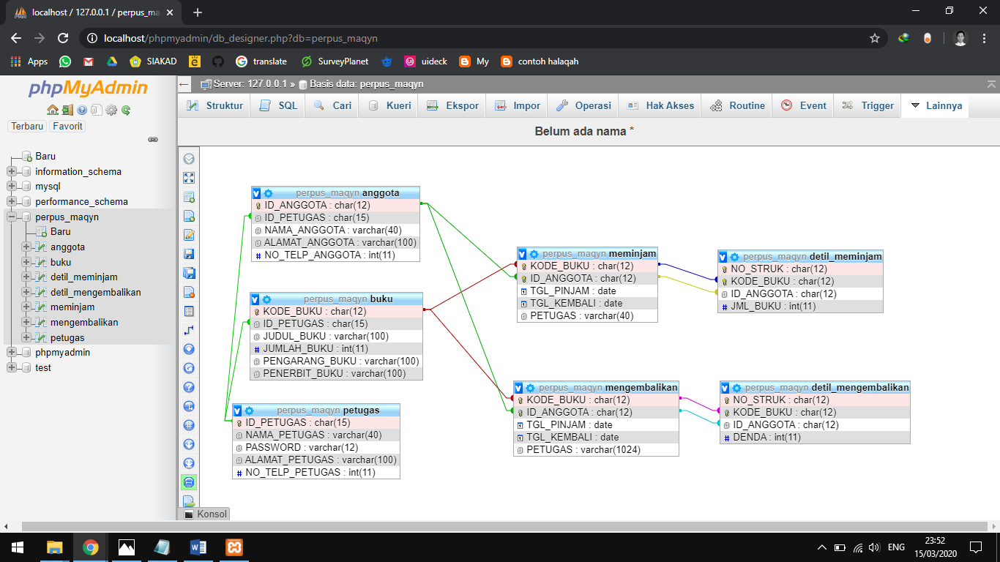 localhost / 127.0.0.1 / perpus_ma
localhost/phpmyadmin/db_designer.php?db=perpus_maqyn
Apps M SIAKAD translate SurveyPlanet uideck My contoh halaqah
phpMyAdmin
Terbaru Favorit
Baru
information_schema
mysql
performance_schema
perpus_maqyn
Baru
anggota
buku
detil_meminjam
detil_mengembalikan
meminjam
mengembalikan
petugas
phpmyadmin
test
Server: 127.0.0.1 » Basis data: perpus_maqyn
Struktur SQL Cari Kueri Ekspor Impor Operasi Hak Akses Routine Event Trigger Lainnya
Belum ada nama *
perpus_maqyn anggota
ID_ANGGOTA : char(12)
ID_PETUGAS : char(15)
NAMA_ANGGOTA : varchar(40)
ALAMAT_ANGGOTA : varchar(100)
# NO_TELP_ANGGOTA : int(11)
perpus_maqyn buku
KODE_BUKU : char(12)
ID_PETUGAS : char(15)
JUDUL_BUKU : varchar(100)
# JUMLAH_BUKU : int(11)
PENGARANG_BUKU : varchar(100)
PENERBIT_BUKU : varchar(100)
perpus_maqyn petugas
ID_PETUGAS : char(15)
NAMA_PETUGAS : varchar(40)
PASSWORD : varchar(12)
ALAMAT_PETUGAS : varchar(100)
# NO_TELP_PETUGAS : int(11)
perpus_maqyn meminjam
KODE_BUKU : char(12)
ID_ANGGOTA : char(12)
TGL_PINJAM : date
TGL_KEMBALI : date
PETUGAS : varchar(40)
perpus_maqyn detil_meminjam
NO_STRUK : char(12)
KODE_BUKU : char(12)
ID_ANGGOTA : char(12)
# JML_BUKU : int(11)
perpus_maqyn mengembalikan
KODE_BUKU : char(12)
ID_ANGGOTA : char(12)
TGL_PINJAM : date
TGL_KEMBALI : date
PETUGAS : varchar(1024)
perpus_maqyn detil_mengembalikan
NO_STRUK : char(12)
KODE_BUKU : char(12)
ID_ANGGOTA : char(12)
# DENDA : int(11)
Konsol
ENG
23:52
15/03/2020